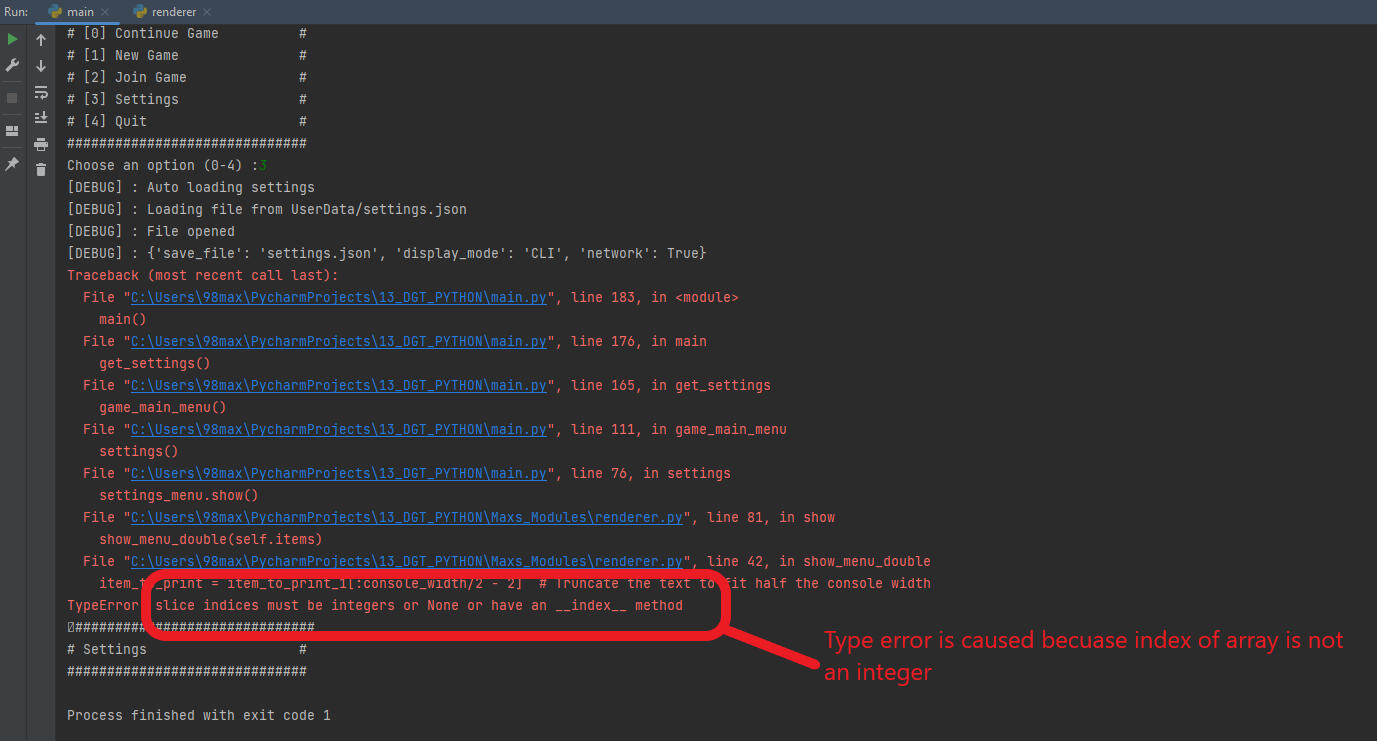 Run: main × renderer ×
# [0] Continue Game #
# [1] New Game #
# [2] Join Game #
# [3] Settings #
# [4] Quit #
##############################
Choose an option (0-4) :3
[DEBUG] : Auto loading settings
[DEBUG] : Loading file from UserData/settings.json
[DEBUG] : File opened
[DEBUG] : {'save_file': 'settings.json', 'display_mode': 'CLI', 'network': True}
Traceback (most recent call last):
File "C:\Users\98max\PycharmProjects\13_DGT_PYTHON\main.py", line 183, in <module>
main()
File "C:\Users\98max\PycharmProjects\13_DGT_PYTHON\main.py", line 176, in main
get_settings()
File "C:\Users\98max\PycharmProjects\13_DGT_PYTHON\main.py", line 165, in get_settings
game_main_menu()
File "C:\Users\98max\PycharmProjects\13_DGT_PYTHON\main.py", line 111, in game_main_menu
settings()
File "C:\Users\98max\PycharmProjects\13_DGT_PYTHON\main.py", line 76, in settings
settings_menu.show()
File "C:\Users\98max\PycharmProjects\13_DGT_PYTHON\Maxs_Modules\renderer.py", line 81, in show
show_menu_double(self.items)
File "C:\Users\98max\PycharmProjects\13_DGT_PYTHON\Maxs_Modules\renderer.py", line 42, in show_menu_double
item_to_print = item_to_print_1[:console_width/2 - 2] # Truncate the text to fit half the console width
TypeError: slice indices must be integers or None or have an __index__ method
##############################
# Settings #
##############################
Type error is caused becuase index of array is not
an integer
Process finished with exit code 1